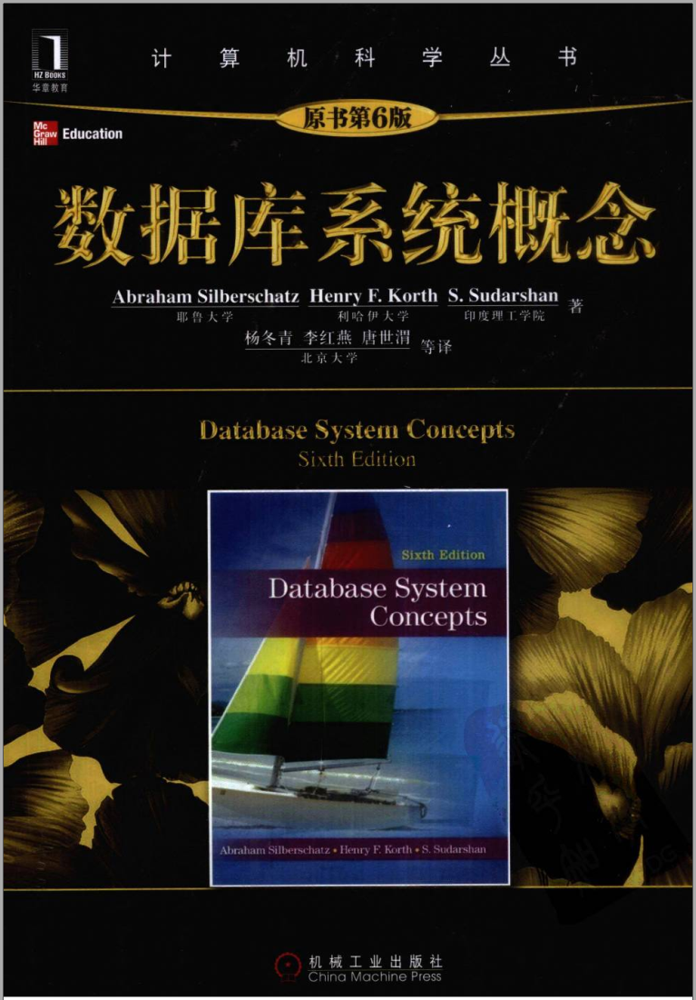 计算机科学丛书
HZ BOOKS
华章教育
原书第6版
Mc
Graw
Hill
Education
数据库系统概念
Abraham Silberschatz Henry F. Korth S. Sudarshan 著
耶鲁大学 利哈伊大学 印度理工学院
杨冬青 李红燕 唐世渭 等译
北京大学
Database System Concepts
Sixth Edition
Sixth Edition
Database System
Concepts
Abraham Silberschatz • Henry F. Korth • S. Sudarshan
机械工业出版社
China Machine Press